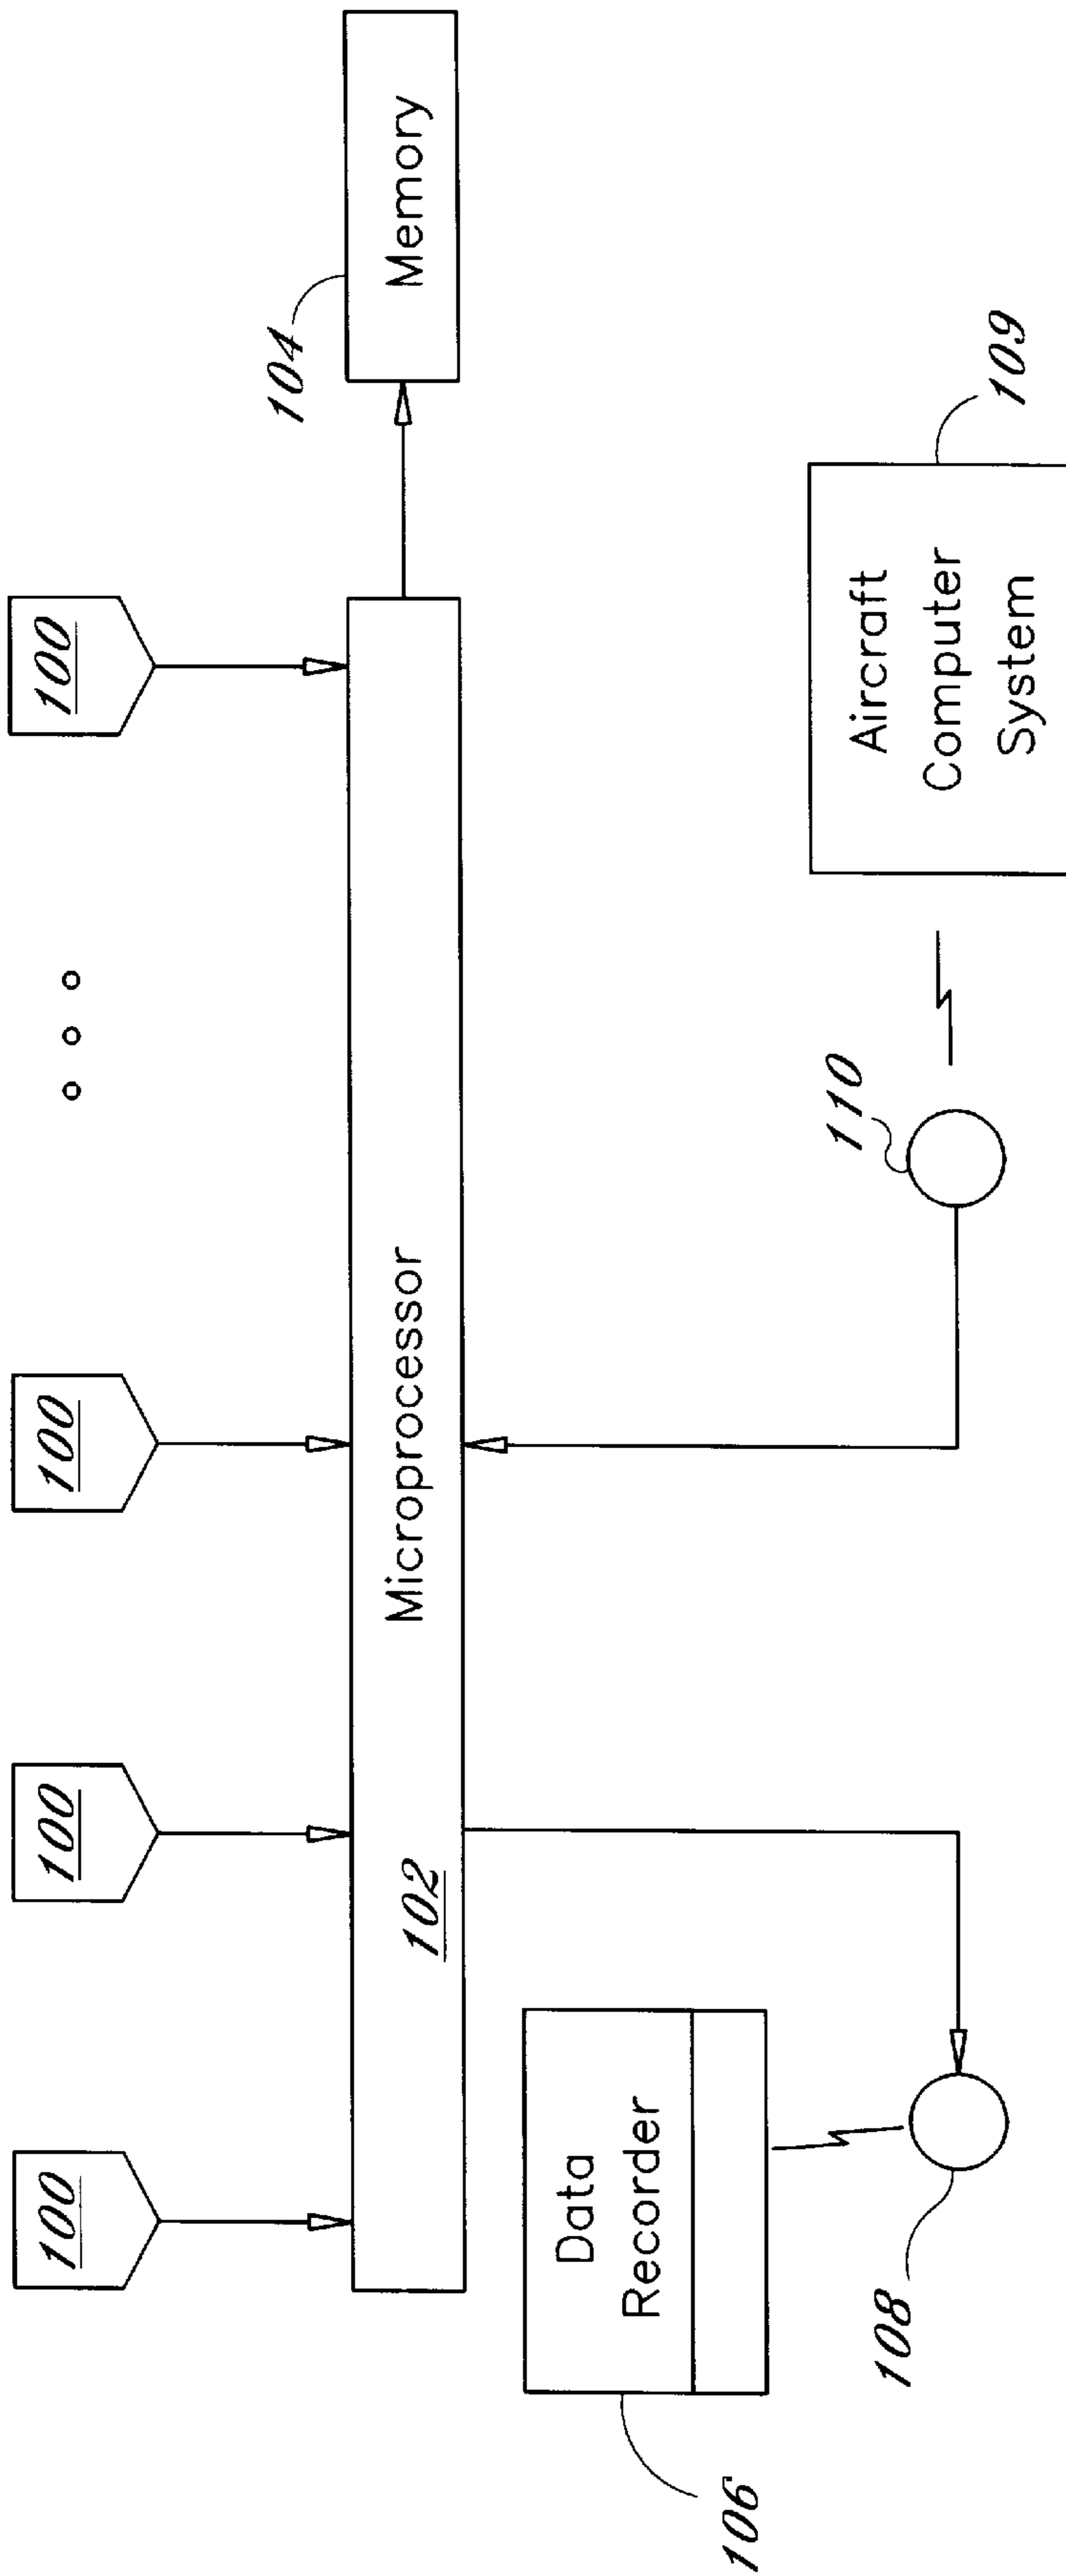 100
100
100
100
Microprocessor
102
104
Memory
Data
Recorder
106
108
110
Aircraft
Computer
System
109